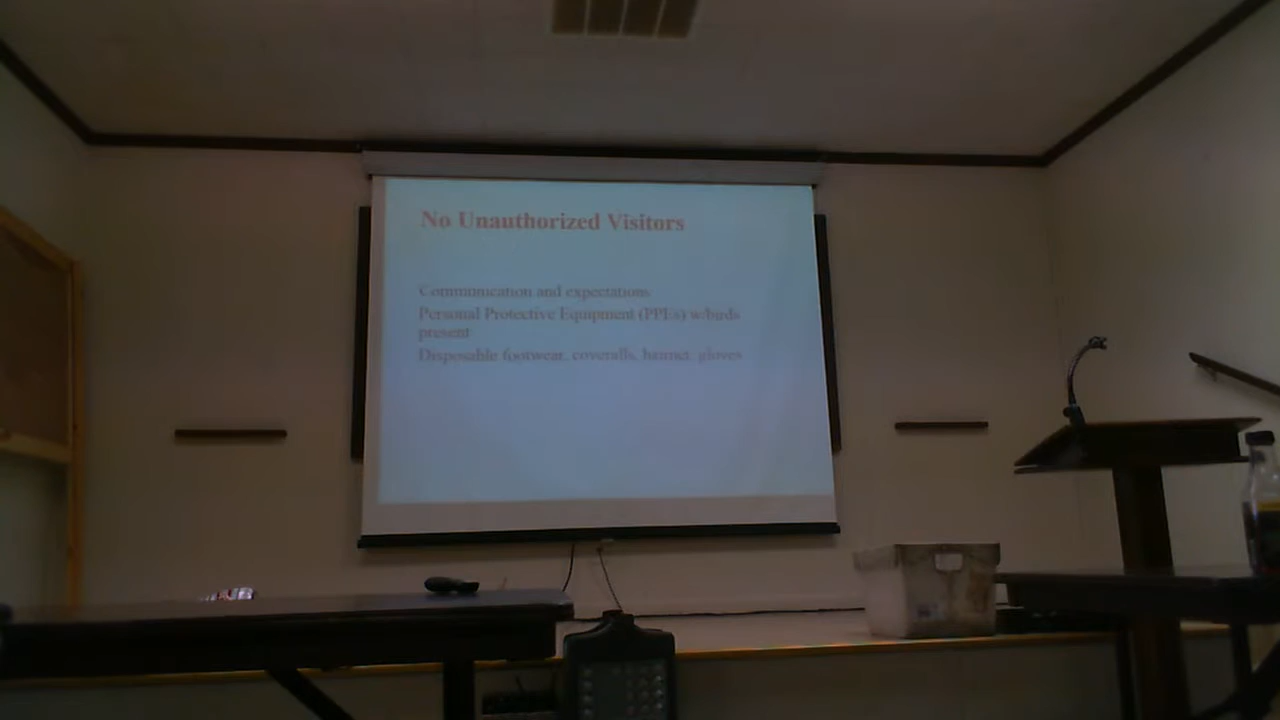 No Unauthorized Visitors
Communication and expectations
Personal Protective Equipment (PPEs) w/birds
present
Disposable footwear, coveralls, hairnet, gloves